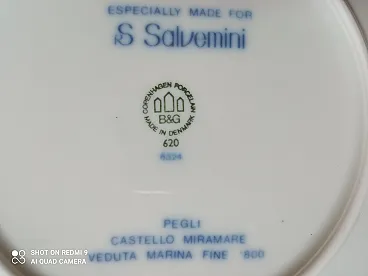 ESPECIALLY MADE FOR
S Salvemini
COPENHAGEN PORCELAIN
B&G
MADE IN DENMARK
620
6324
PEGLI
CASTELLO MIRAMARE
VEDUTA MARINA FINE '800
SHOT ON REDMI 9
AI QUAD CAMERA